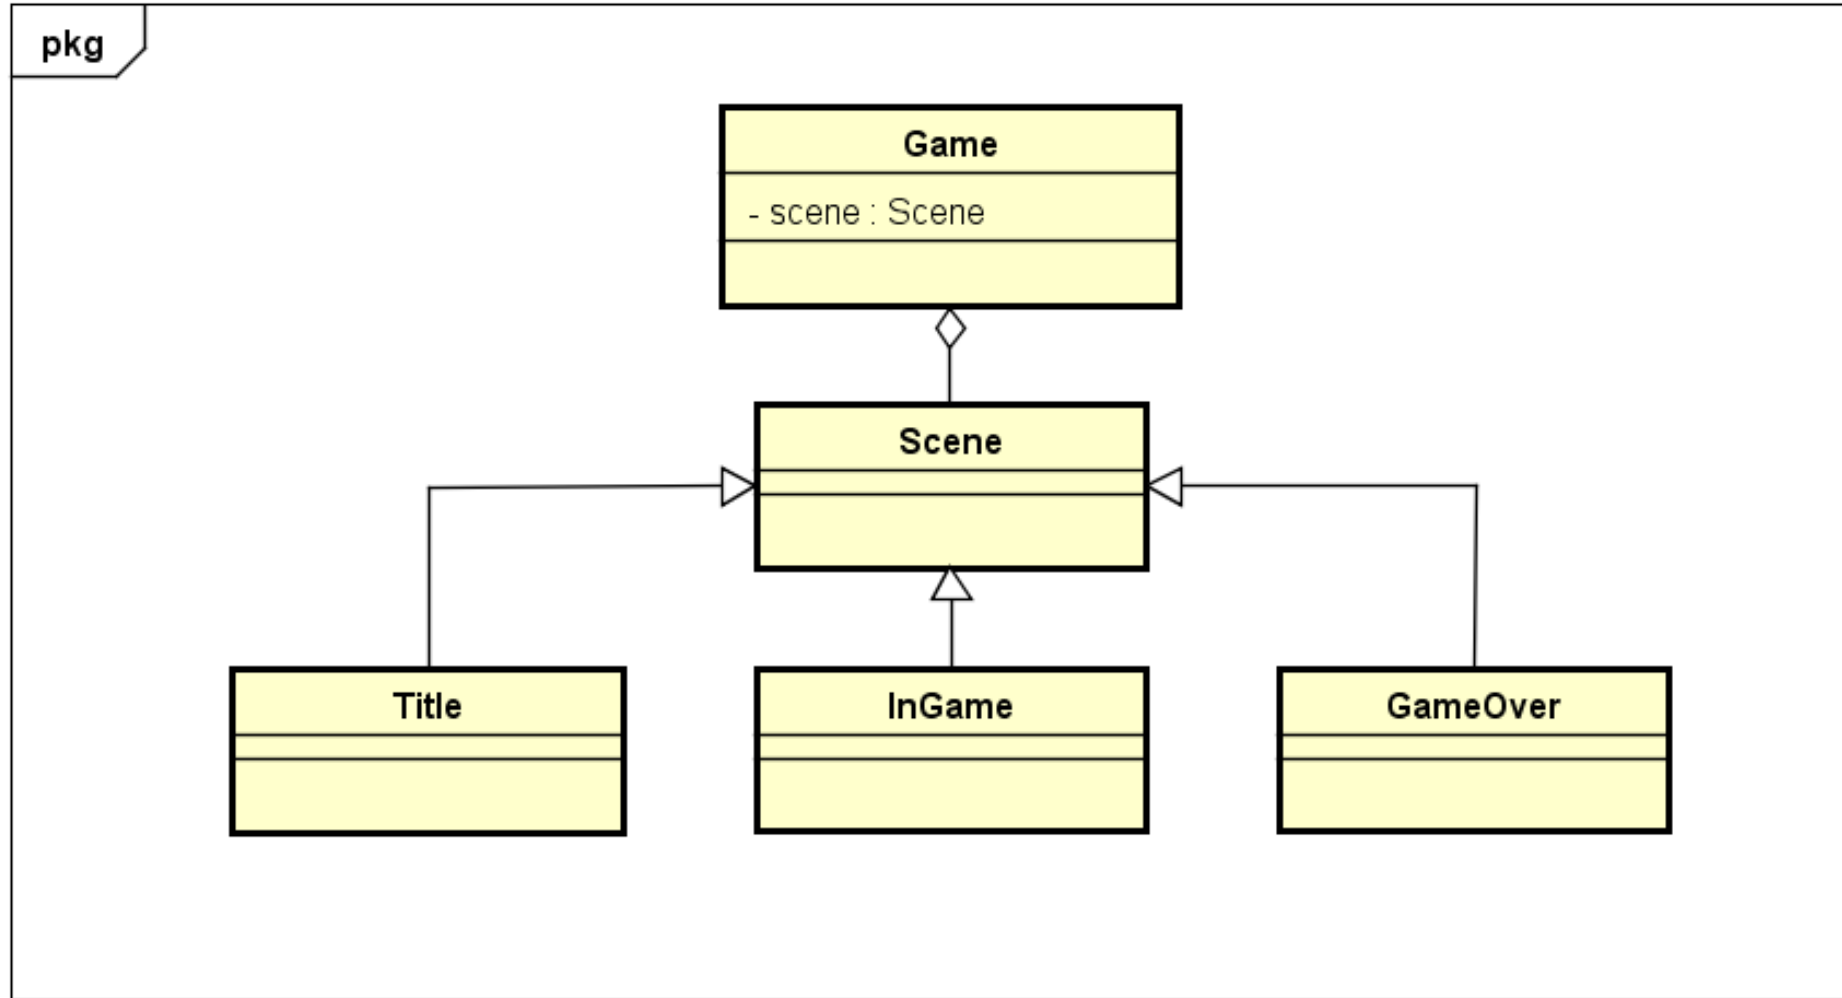 pkg
Game
- scene : Scene
Scene
Title
InGame
GameOver